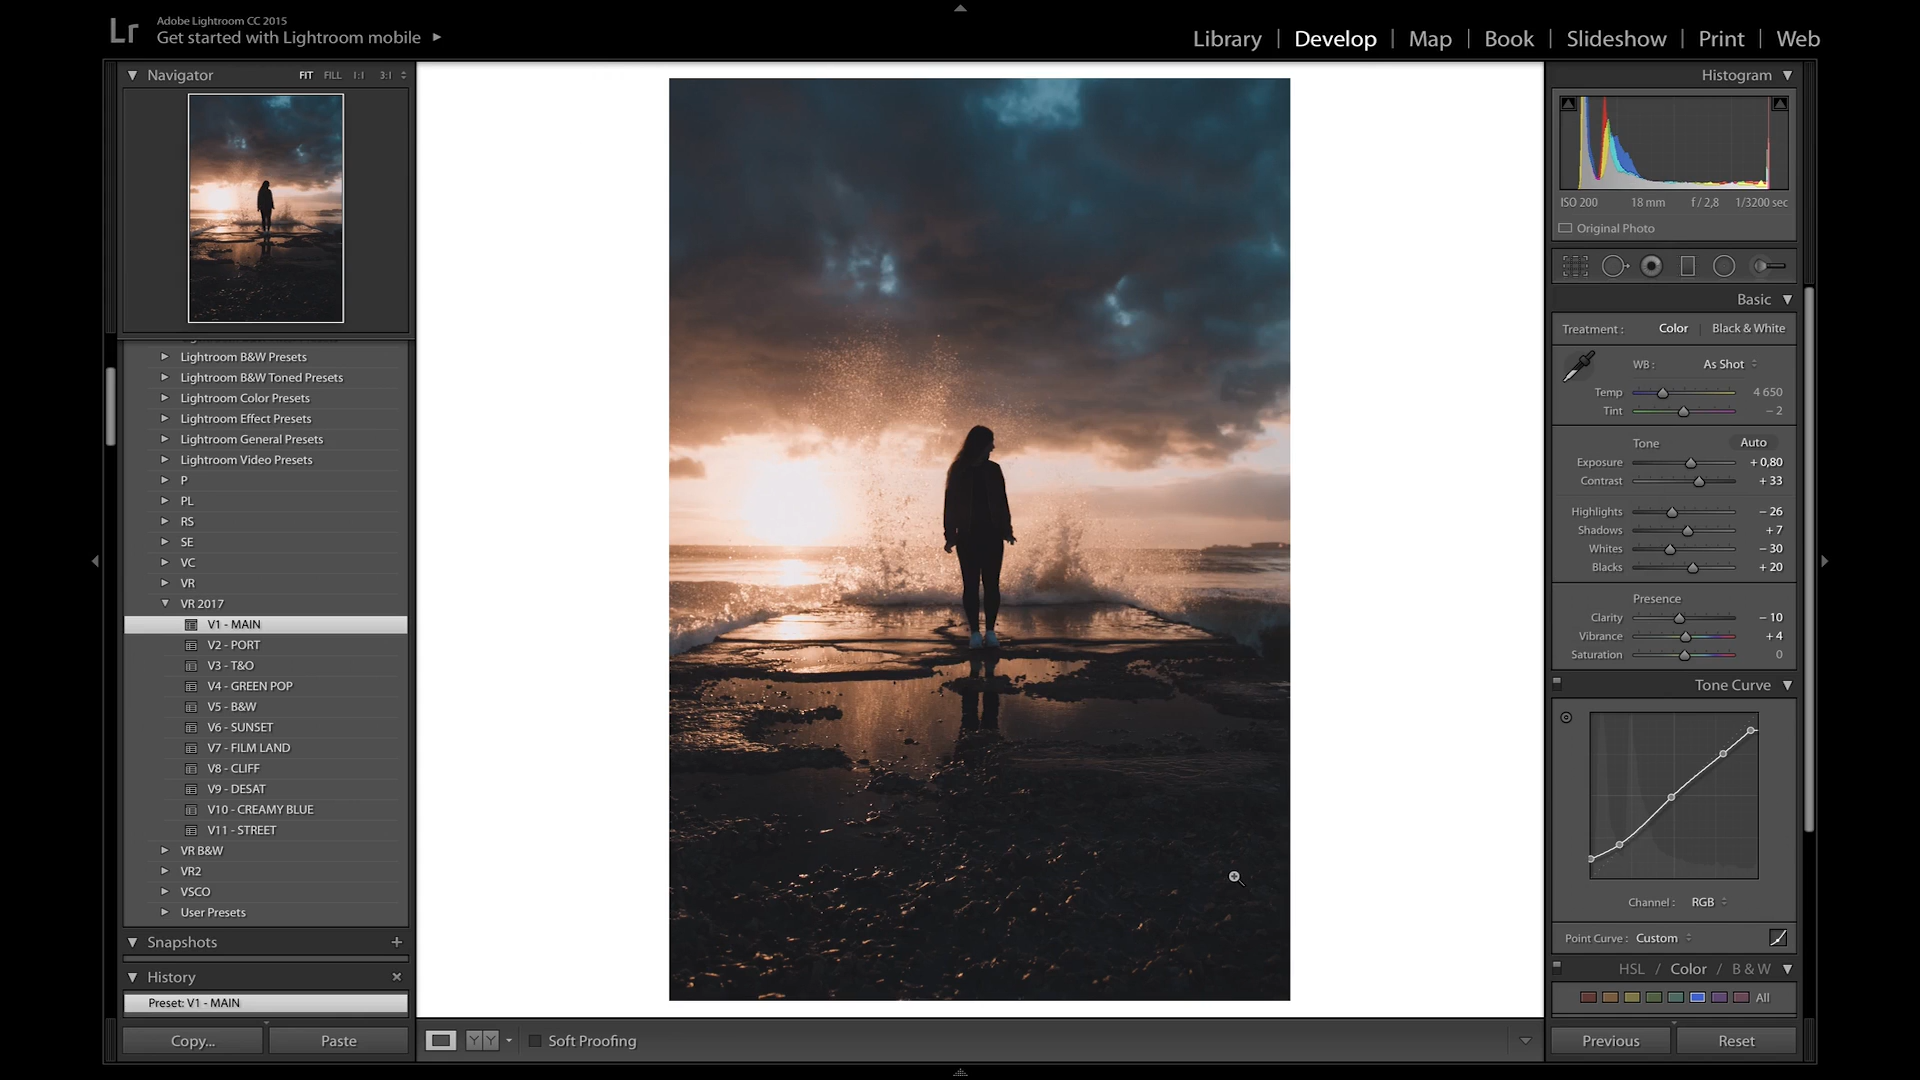 Lr
Adobe Lightroom CC 2015
Get started with Lightroom mobile
Library | Develop | Map | Book | Slideshow | Print | Web
Navigator FIT FILL 1:1 3:1
Lightroom B&W Presets
Lightroom B&W Toned Presets
Lightroom Color Presets
Lightroom Effect Presets
Lightroom General Presets
Lightroom Video Presets
P
PL
RS
SE
VC
VR
VR 2017
V1 - MAIN
V2 - PORT
V3 - T&O
V4 - GREEN POP
V5 - B&W
V6 - SUNSET
V7 - FILM LAND
V8 - CLIFF
V9 - DESAT
V10 - CREAMY BLUE
V11 - STREET
VR B&W
VR2
VSCO
User Presets
Snapshots
History
Preset: V1 - MAIN
Copy...
Paste
Soft Proofing
Histogram
ISO 200 18 mm f / 2,8 1/3200 sec
Original Photo
Basic
Treatment : Color | Black & White
WB : As Shot
Temp 4 650
Tint − 2
Tone Auto
Exposure + 0,80
Contrast + 33
Highlights − 26
Shadows + 7
Whites − 30
Blacks + 20
Presence
Clarity − 10
Vibrance + 4
Saturation 0
Tone Curve
Channel : RGB
Point Curve : Custom
HSL / Color / B & W
All
Previous
Reset